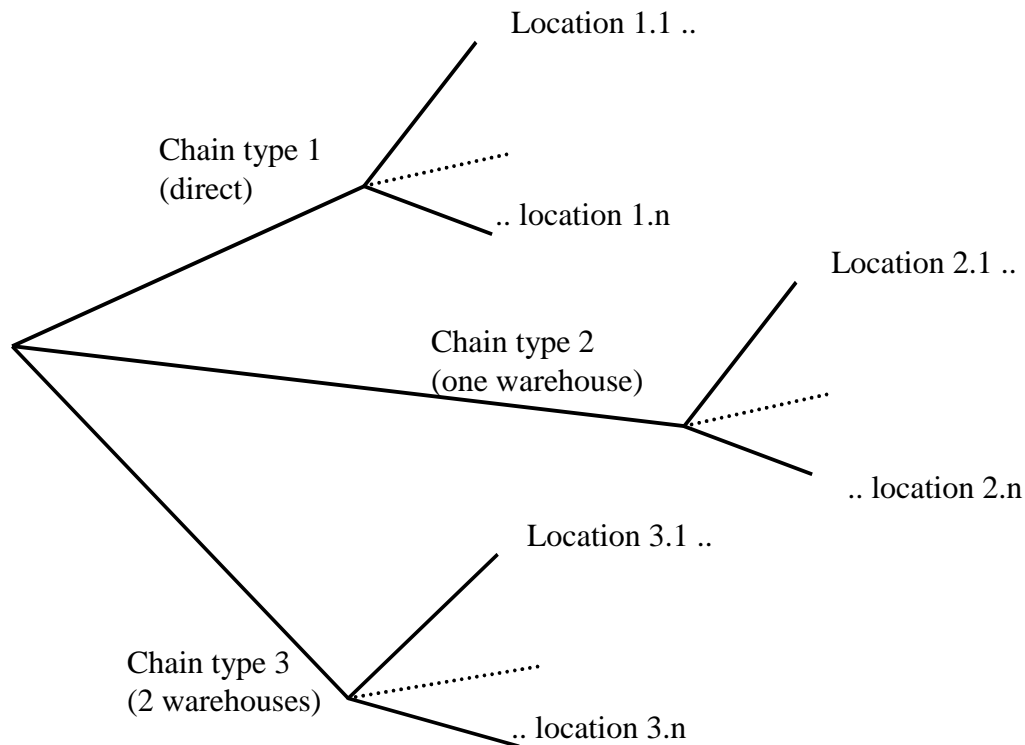 Location 1.1 ..
Chain type 1
(direct)
.. location 1.n
Location 2.1 ..
Chain type 2
(one warehouse)
.. location 2.n
Location 3.1 ..
Chain type 3
(2 warehouses)
.. location 3.n